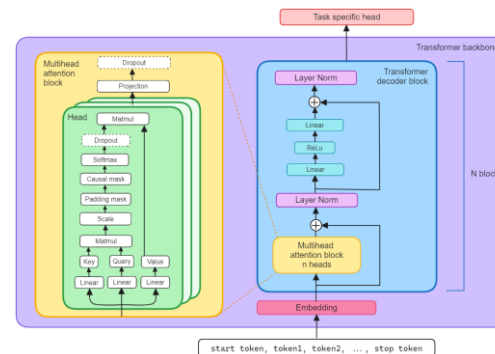 Task specific head
Transformer backbone
Multihead
attention
block
Dropout
Projection
Head
Matmul
Dropout
Softmax
Causal mask
Padding mask
Scale
Matmul
Key
Query
Value
Linear
Linear
Linear
Transformer
decoder block
Layer Norm
Linear
ReLu
Linear
Layer Norm
Multihead
attention block
n heads
N block
Embedding
start token, token1, token2, ..., stop token